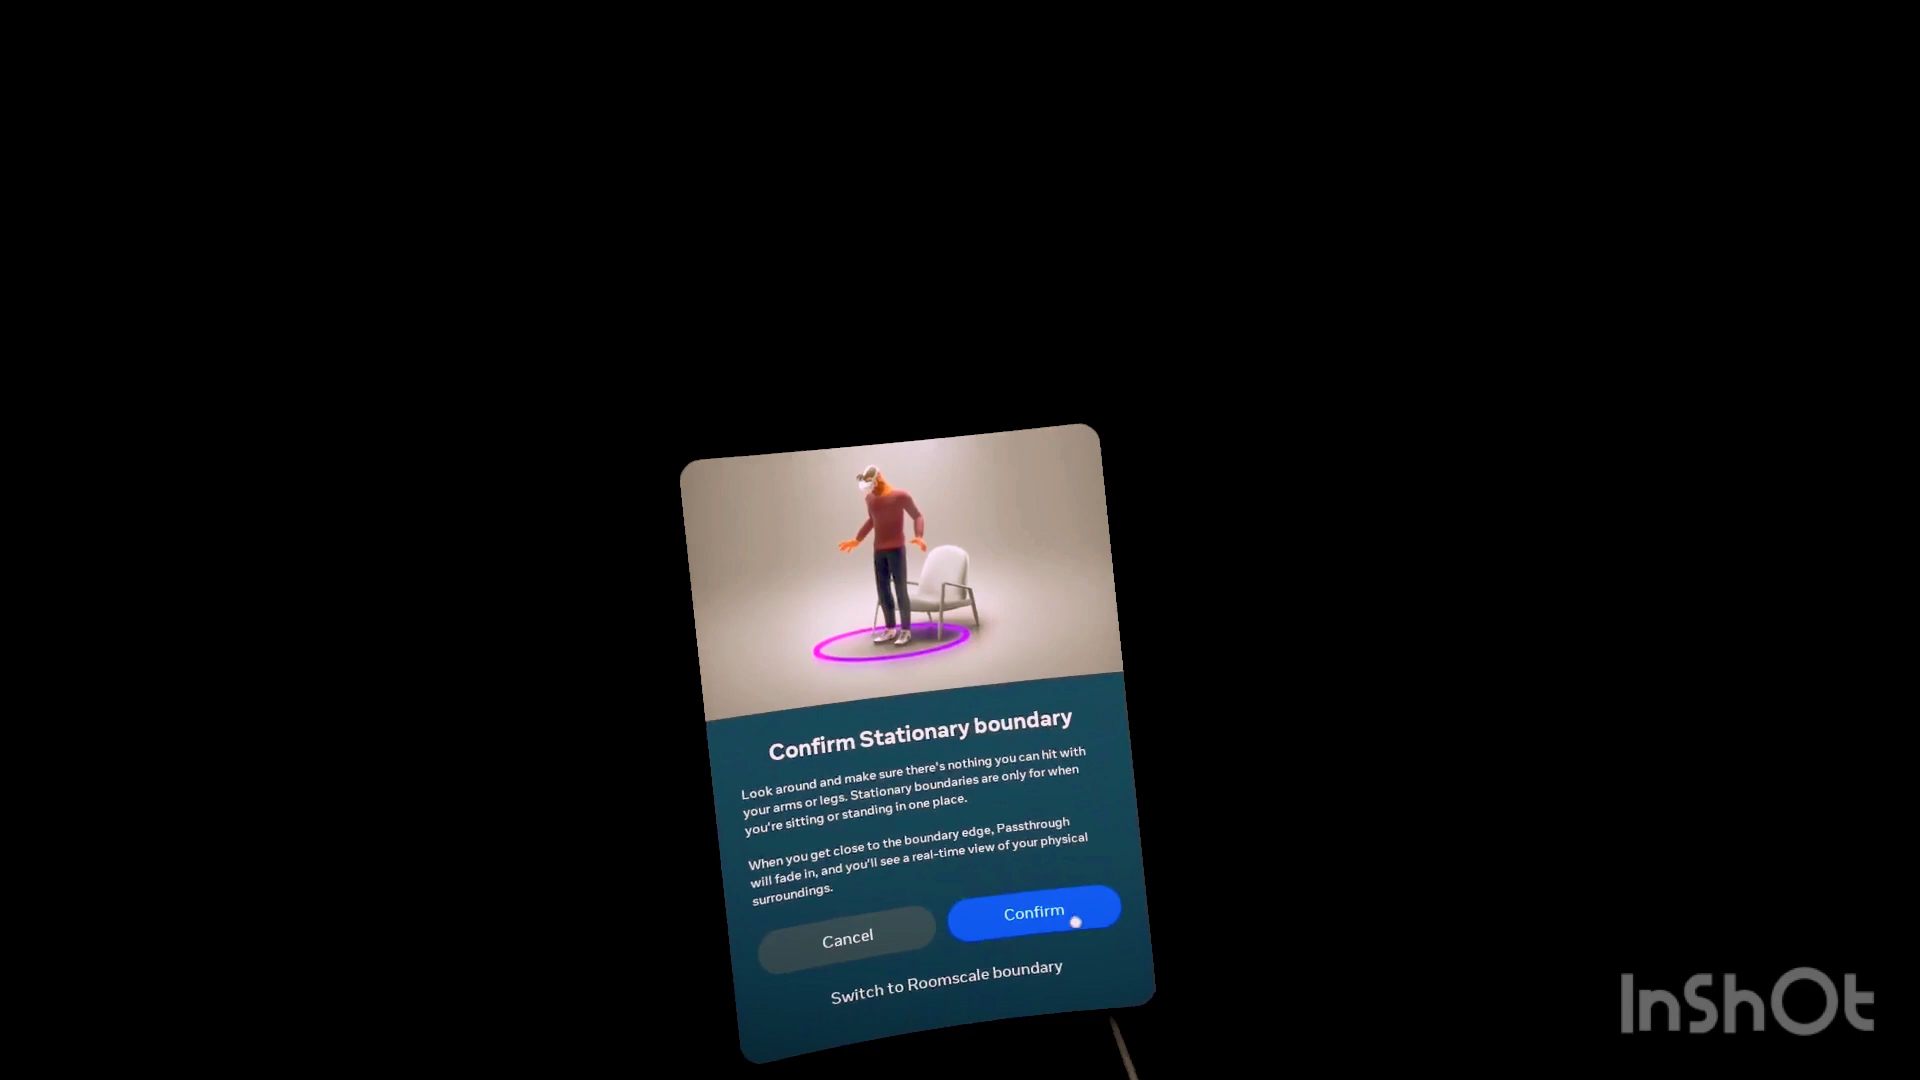 Confirm Stationary boundary
Look around and make sure there's nothing you can hit with
your arms or legs. Stationary boundaries are only for when
you're sitting or standing in one place.
When you get close to the boundary edge, Passthrough
will fade in, and you'll see a real-time view of your physical
surroundings.
Cancel
Confirm
Switch to Roomscale boundary
InShOt